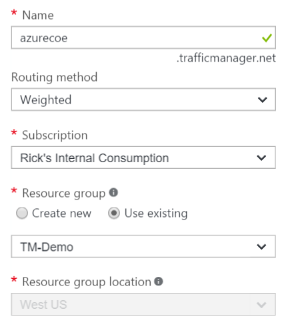 * Name
azurecoe
.trafficmanager.net
Routing method
Weighted
* Subscription
Rick's Internal Consumption
* Resource group
Create new Use existing
TM-Demo
* Resource group location
West US